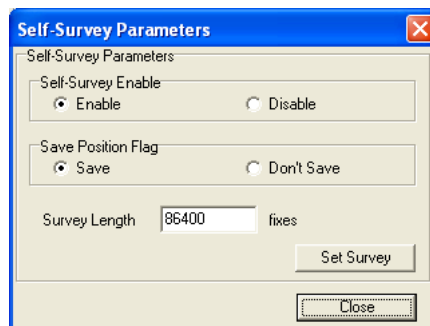 Self-Survey Parameters
Self-Survey Parameters
Self-Survey Enable
Enable Disable
Save Position Flag
Save Don't Save
Survey Length 86400 fixes
Set Survey
Close